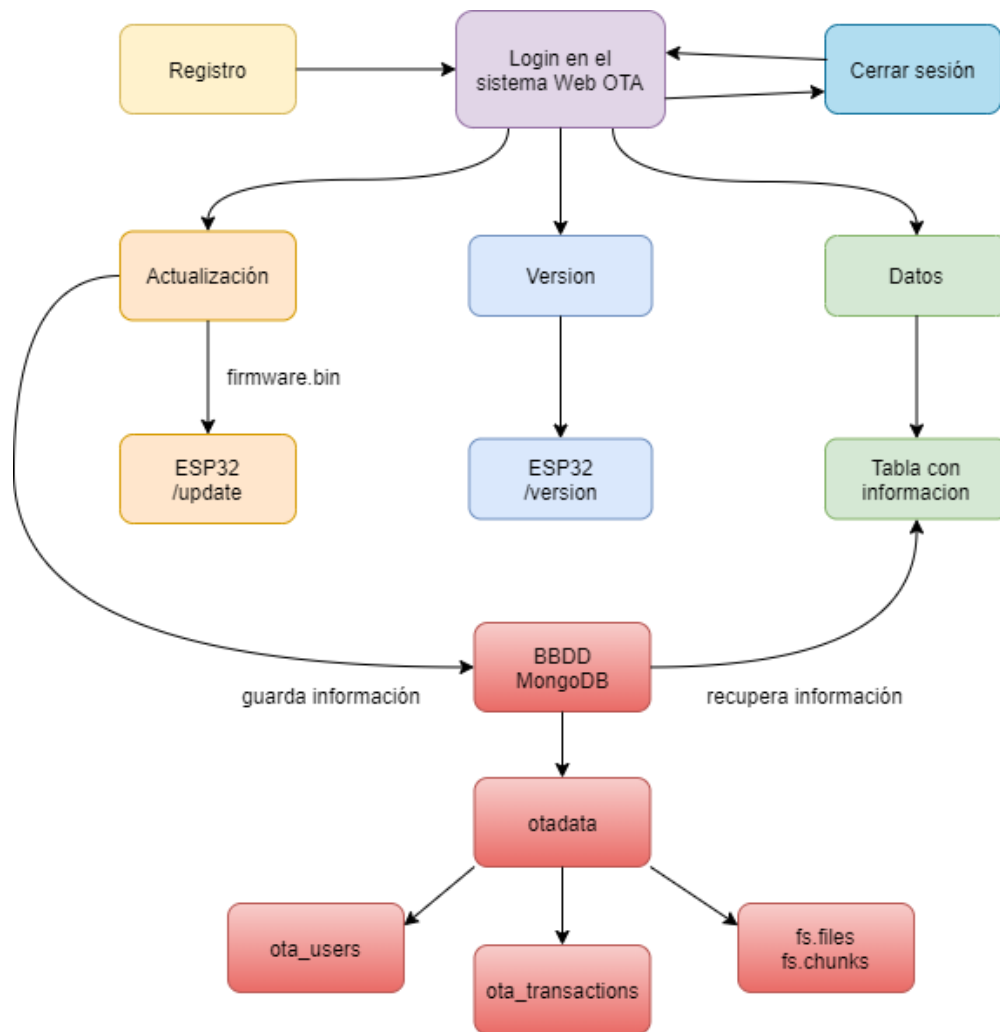 Registro
Login en el
sistema Web OTA
Cerrar sesión
Actualización
Version
Datos
firmware.bin
ESP32
/update
ESP32
/version
Tabla con
informacion
BBDD
MongoDB
guarda información
recupera información
otadata
ota_users
ota_transactions
fs.files
fs.chunks